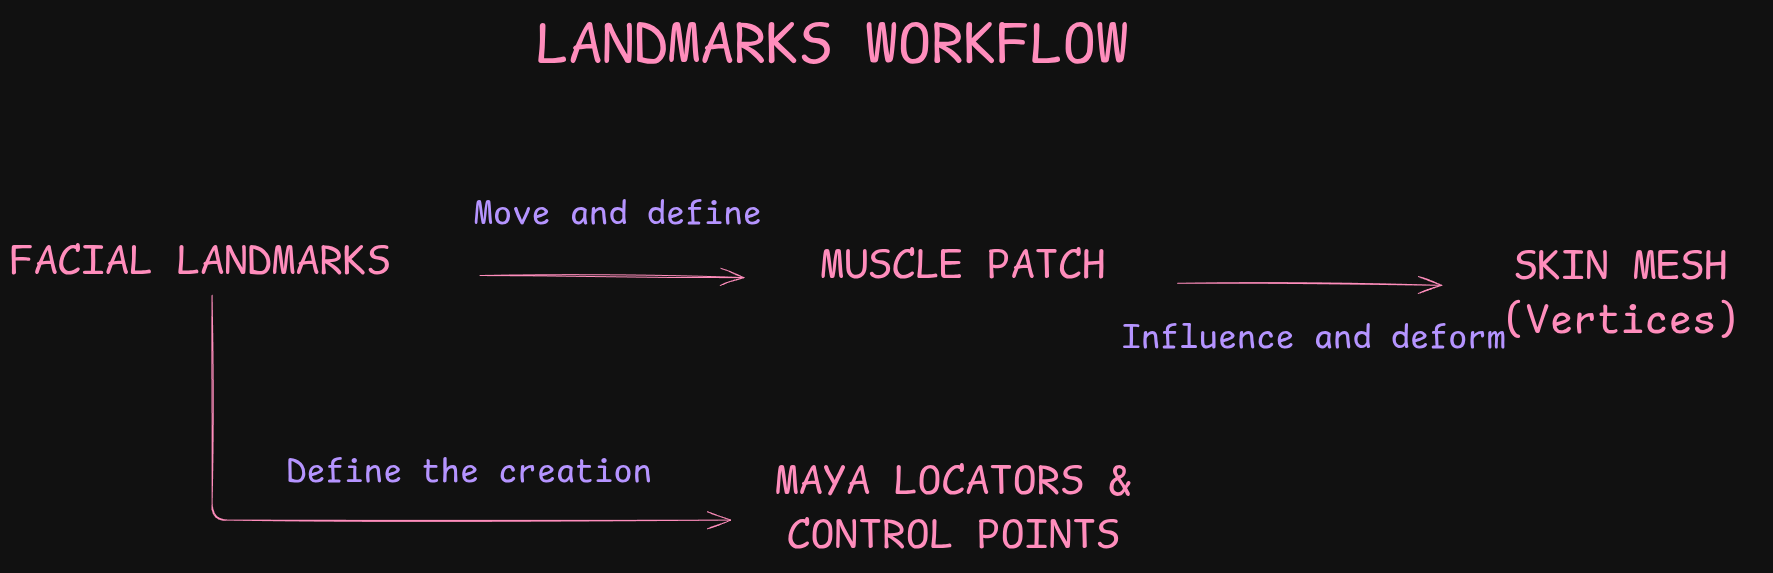 LANDMARKS WORKFLOW
Move and define
FACIAL LANDMARKS
MUSCLE PATCH
SKIN MESH
(Vertices)
Influence and deform
Define the creation
MAYA LOCATORS &
CONTROL POINTS